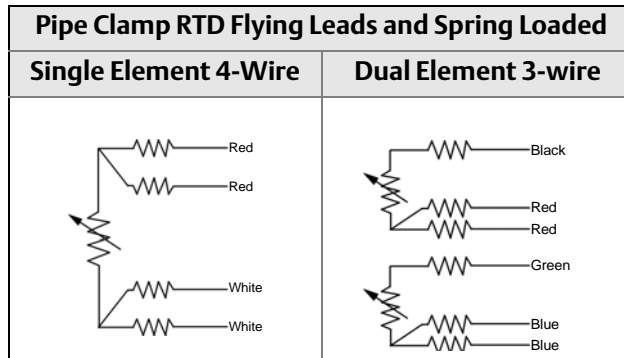 Pipe Clamp RTD Flying Leads and Spring Loaded
Single Element 4-Wire
Dual Element 3-wire
Red
Red
White
White
Black
Red
Red
Green
Blue
Blue